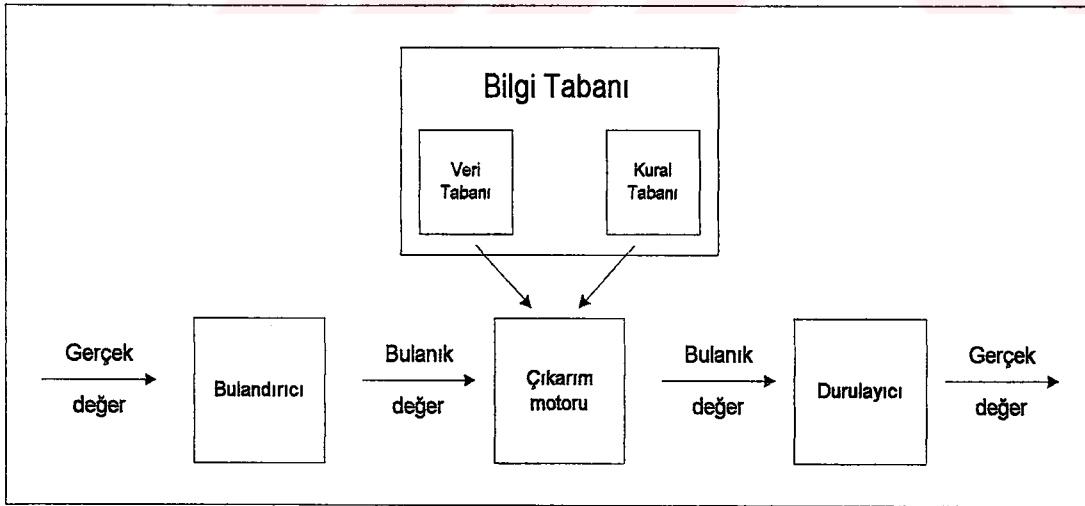 Bilgi Tabanı
Veri
Tabanı
Kural
Tabanı
Gerçek
değer
Bulandırıcı
Bulanık
değer
Çıkarım
motoru
Bulanık
değer
Durulayıcı
Gerçek
değer